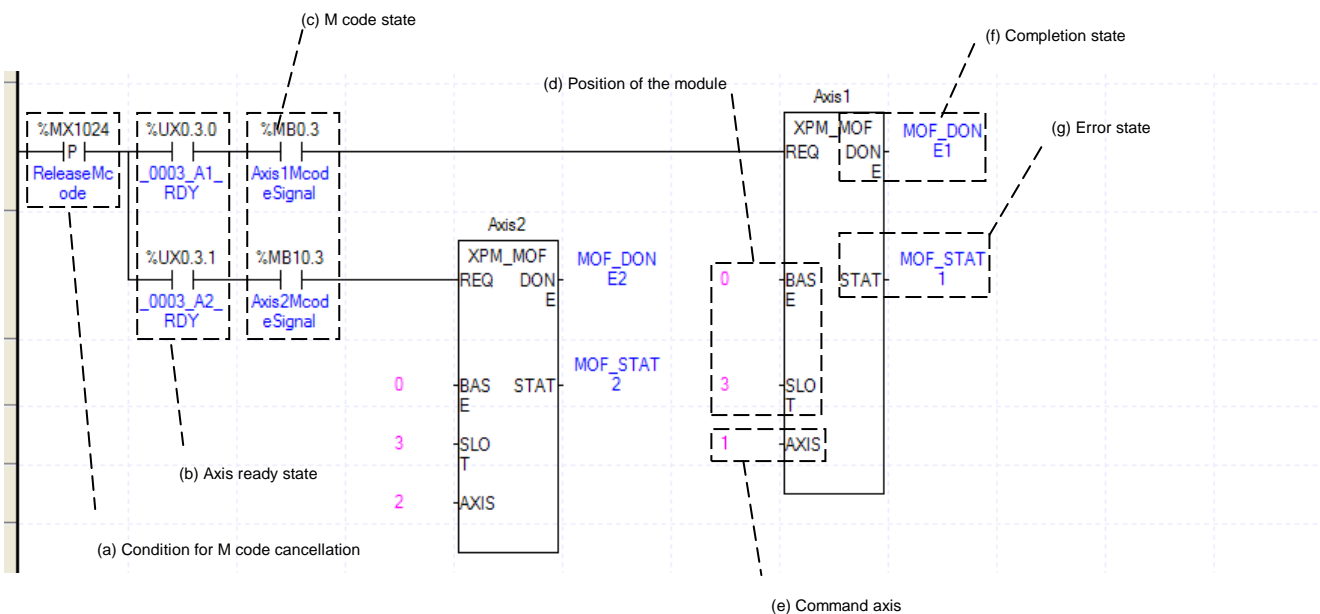 (c) M code state
(f) Completion state
(d) Position of the module
Axis1
(g) Error state
%MX1024
%UX0.3.0
%MB0.3
XPM_MOF
MOF_DON
E1
P
REQ
DON
E
ReleaseMc
ode
_0003_A1_
RDY
Axis1Mcod
eSignal
Axis2
%UX0.3.1
%MB10.3
XPM_MOF
MOF_DON
E2
REQ
DON
E
0
BAS
E
STAT
MOF_STAT
1
_0003_A2_
RDY
Axis2Mcod
eSignal
0
BAS
E
STAT
MOF_STAT
2
3
SLO
T
3
SLO
T
1
AXIS
(b) Axis ready state
2
AXIS
(a) Condition for M code cancellation
(e) Command axis